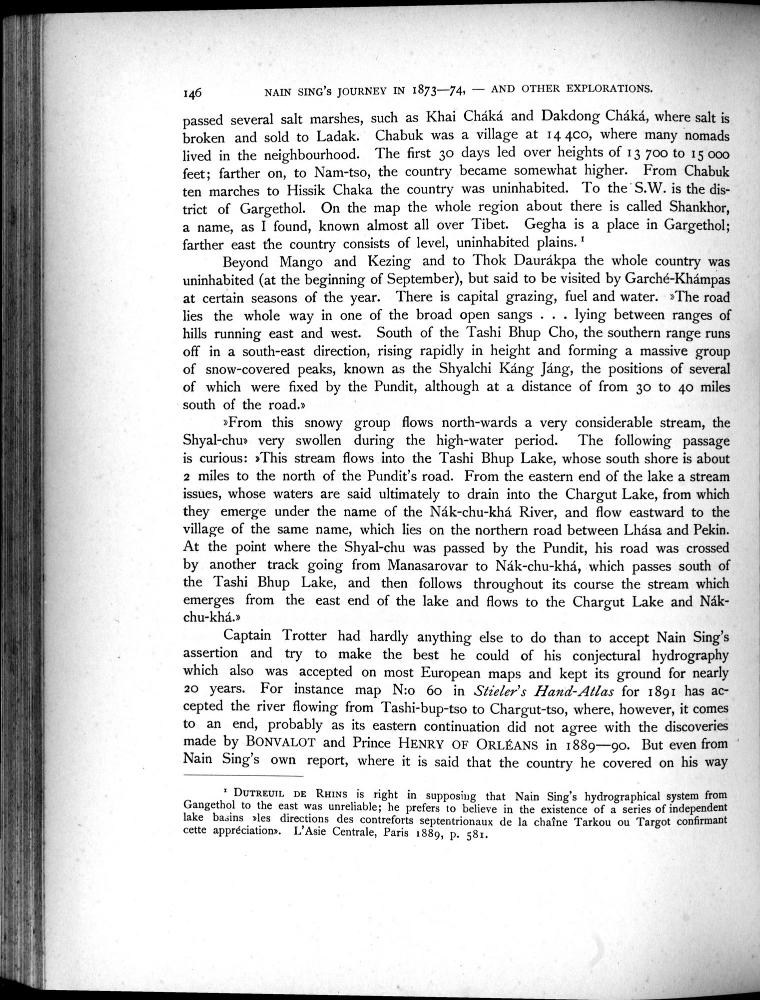 146 NAIN SING'S JOURNEY IN 1873—74, — AND OTHER EXPLORATIONS.
passed several salt marshes, such as Khai Cháká and Dakdong Cháká, where salt is
broken and sold to Ladak. Chabuk was a village at 14 400, where many nomads
lived in the neighbourhood. The first 30 days led over heights of 13 700 to 15 000
feet; farther on, to Nam-tso, the country became somewhat higher. From Chabuk
ten marches to Hissik Chaka the country was uninhabited. To the S.W. is the dis-
trict of Gargethol. On the map the whole region about there is called Shankhor,
a name, as I found, known almost all over Tibet. Gegha is a place in Gargethol;
farther east the country consists of level, uninhabited plains.¹
Beyond Mango and Kezing and to Thok Daurákpa the whole country was
uninhabited (at the beginning of September), but said to be visited by Garché-Khámpas
at certain seasons of the year. There is capital grazing, fuel and water. »The road
lies the whole way in one of the broad open sangs . . . lying between ranges of
hills running east and west. South of the Tashi Bhup Cho, the southern range runs
off in a south-east direction, rising rapidly in height and forming a massive group
of snow-covered peaks, known as the Shyalchi Káng Jáng, the positions of several
of which were fixed by the Pundit, although at a distance of from 30 to 40 miles
south of the road.»
»From this snowy group flows north-wards a very considerable stream, the
Shyal-chu» very swollen during the high-water period. The following passage
is curious: »This stream flows into the Tashi Bhup Lake, whose south shore is about
2 miles to the north of the Pundit's road. From the eastern end of the lake a stream
issues, whose waters are said ultimately to drain into the Chargut Lake, from which
they emerge under the name of the Nák-chu-khá River, and flow eastward to the
village of the same name, which lies on the northern road between Lhása and Pekin.
At the point where the Shyal-chu was passed by the Pundit, his road was crossed
by another track going from Manasarovar to Nák-chu-khá, which passes south of
the Tashi Bhup Lake, and then follows throughout its course the stream which
emerges from the east end of the lake and flows to the Chargut Lake and Nák-
chu-khá.»
Captain Trotter had hardly anything else to do than to accept Nain Sing's
assertion and try to make the best he could of his conjectural hydrography
which also was accepted on most European maps and kept its ground for nearly
20 years. For instance map N:o 60 in Stieler's Hand-Atlas for 1891 has ac-
cepted the river flowing from Tashi-bup-tso to Chargut-tso, where, however, it comes
to an end, probably as its eastern continuation did not agree with the discoveries
made by BONVALOT and Prince HENRY OF ORLÉANS in 1889—90. But even from
Nain Sing's own report, where it is said that the country he covered on his way
¹ DUTREUIL DE RHINS is right in supposing that Nain Sing's hydrographical system from
Gangethol to the east was unreliable; he prefers to believe in the existence of a series of independent
lake basins »les directions des contreforts septentrionaux de la chaîne Tarkou ou Targot confirmant
cette appréciation». L'Asie Centrale, Paris 1889, p. 581.